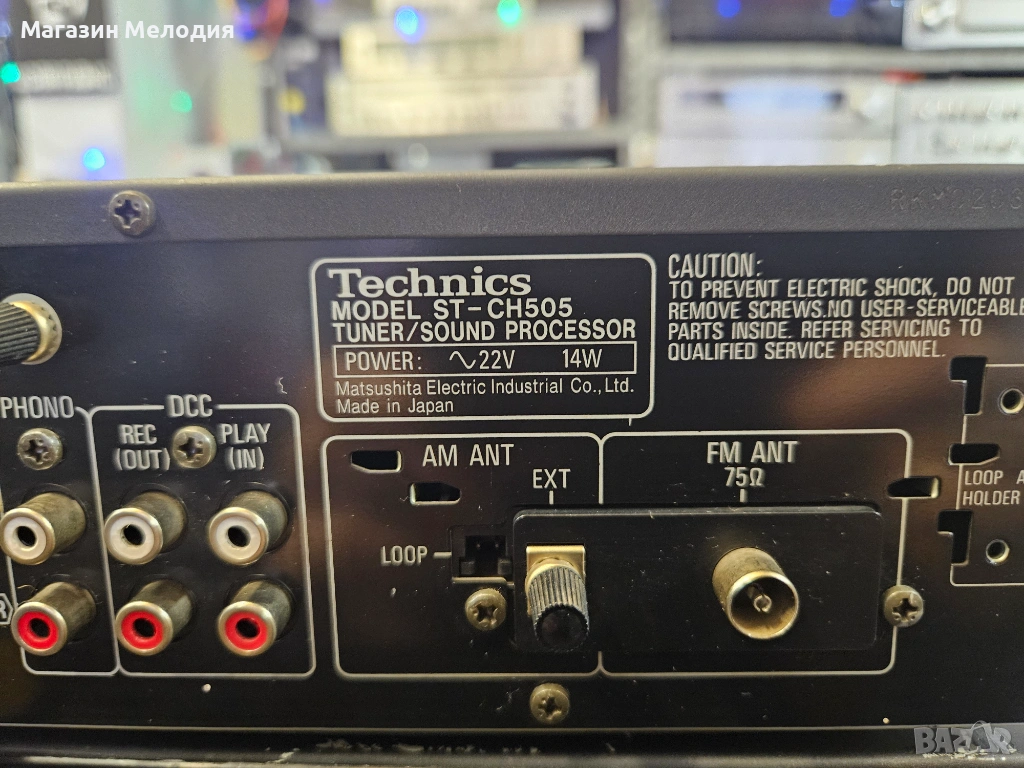 Магазин Мелодия
Technics
MODEL ST-CH505
TUNER/SOUND PROCESSOR
POWER: ∿22V 14W
Matsushita Electric Industrial Co., Ltd.
Made in Japan
CAUTION:
TO PREVENT ELECTRIC SHOCK, DO NOT
REMOVE SCREWS.NO USER-SERVICEABLE
PARTS INSIDE. REFER SERVICING TO
QUALIFIED SERVICE PERSONNEL.
PHONO
DCC
REC
(OUT)
PLAY
(IN)
AM ANT
EXT
LOOP
FM ANT
75Ω
LOOP A
HOLDER
R
BAZAR